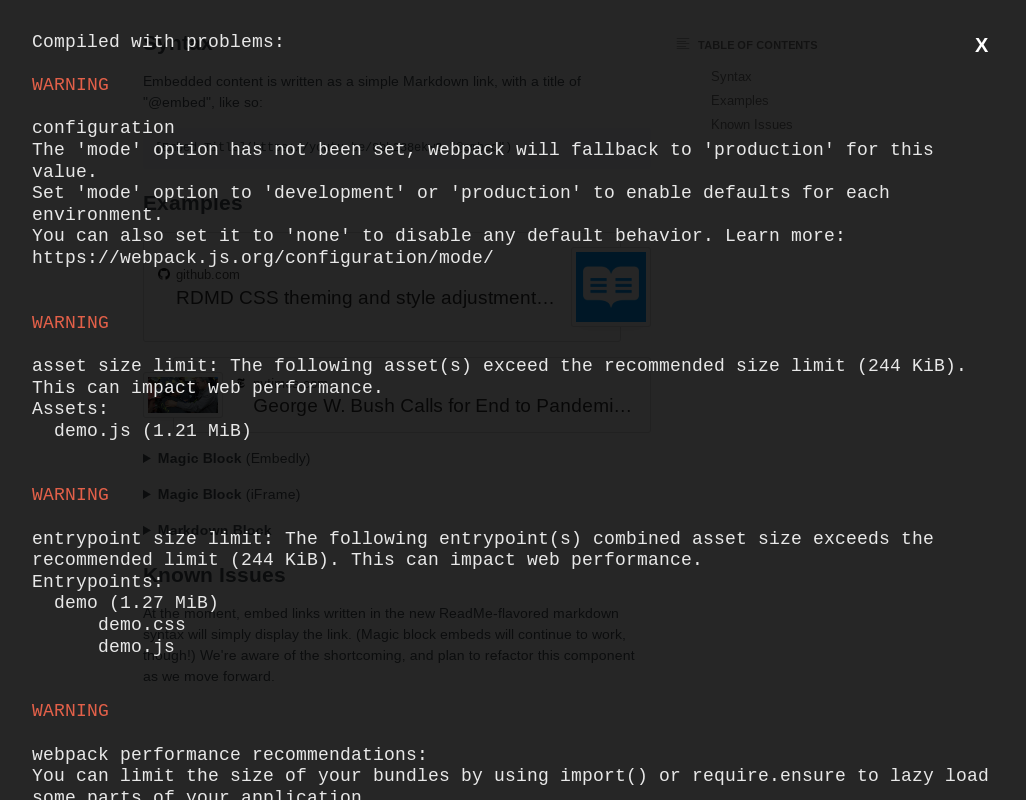 Compiled with problems:
X
WARNING
configuration
The 'mode' option has not been set, webpack will fallback to 'production' for this
value.
Set 'mode' option to 'development' or 'production' to enable defaults for each
environment.
You can also set it to 'none' to disable any default behavior. Learn more:
https://webpack.js.org/configuration/mode/
WARNING
asset size limit: The following asset(s) exceed the recommended size limit (244 KiB).
This can impact web performance.
Assets:
demo.js (1.21 MiB)
WARNING
entrypoint size limit: The following entrypoint(s) combined asset size exceeds the
recommended limit (244 KiB). This can impact web performance.
Entrypoints:
demo (1.27 MiB)
demo.css
demo.js
WARNING
webpack performance recommendations:
You can limit the size of your bundles by using import() or require.ensure to lazy load
some parts of your application.
Syntax
Embedded content is written as a simple Markdown link, with a title of
"@embed", like so:
Examples
github.com
RDMD CSS theming and style adjustment…
George W. Bush Calls for End to Pandemi…
Magic Block (Embedly)
Magic Block (iFrame)
Markdown Block
Known Issues
At the moment, embed links written in the new ReadMe-flavored markdown
syntax will simply display the link. (Magic block embeds will continue to work,
though!) We're aware of the shortcoming, and plan to refactor this component
as we move forward.
TABLE OF CONTENTS
Syntax
Examples
Known Issues